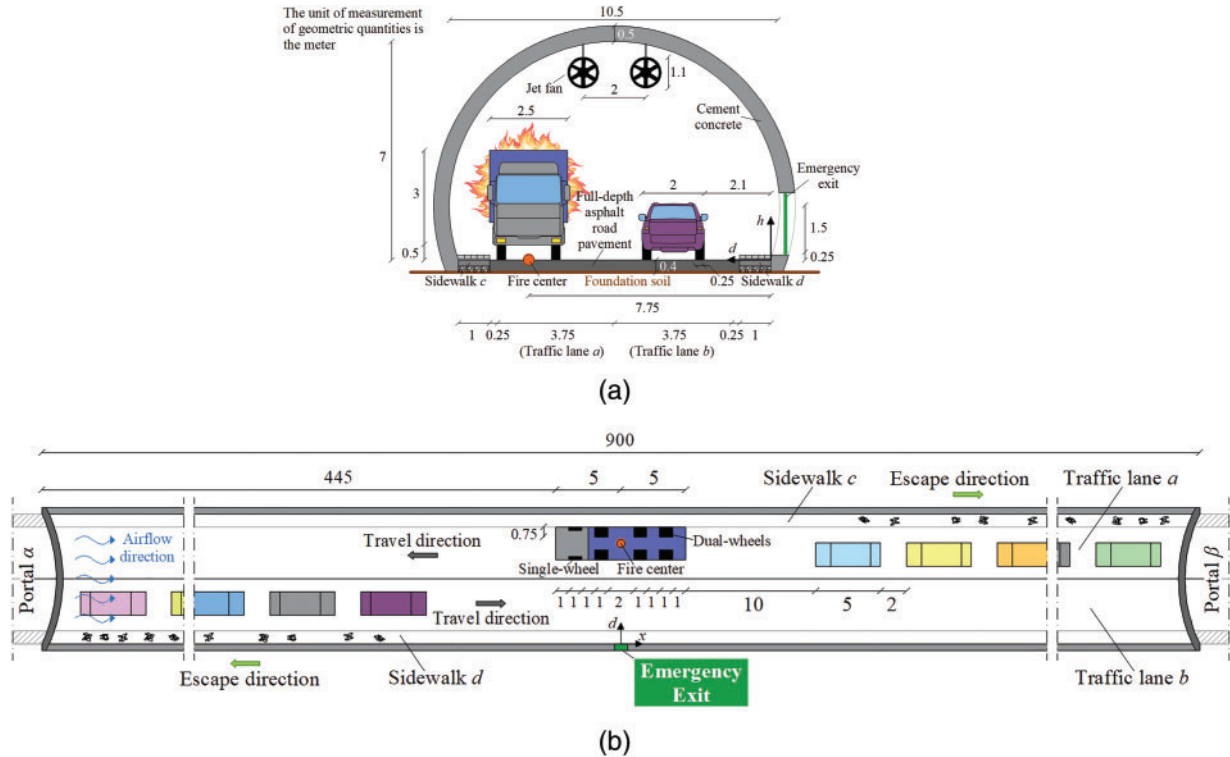 The unit of measurement
of geometric quantities is
the meter
10.5
0.5
Jet fan
2
1.1
2.5
Cement
concrete
7
3
Emergency
exit
Full-depth
asphalt
road
pavement
2
2.1
h
1.5
0.5
d
0.25
0.4
Sidewalk c
Fire center
Foundation soil
0.25
Sidewalk d
7.75
1
0.25
3.75
3.75
0.25
1
(Traffic lane a)
(Traffic lane b)
(a)
900
445
5
5
Sidewalk c
Escape direction
Traffic lane a
Portal α
Airflow
direction
Travel direction
0.75
Dual-wheels
Portal β
Single-wheel
Fire center
Travel direction
1 1 1 1 2 1 1 1 1
10
5
2
d
x
Escape direction
Sidewalk d
Emergency
Exit
Traffic lane b
(b)